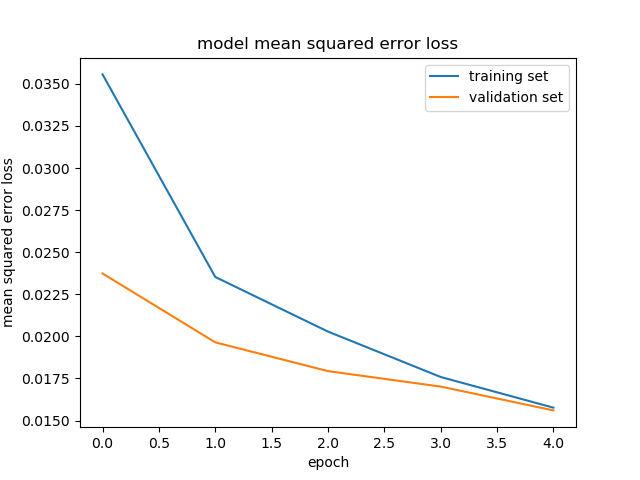 model mean squared error loss
training set
validation set
mean squared error loss
0.0350
0.0325
0.0300
0.0275
0.0250
0.0225
0.0200
0.0175
0.0150
0.0 0.5 1.0 1.5 2.0 2.5 3.0 3.5 4.0
epoch